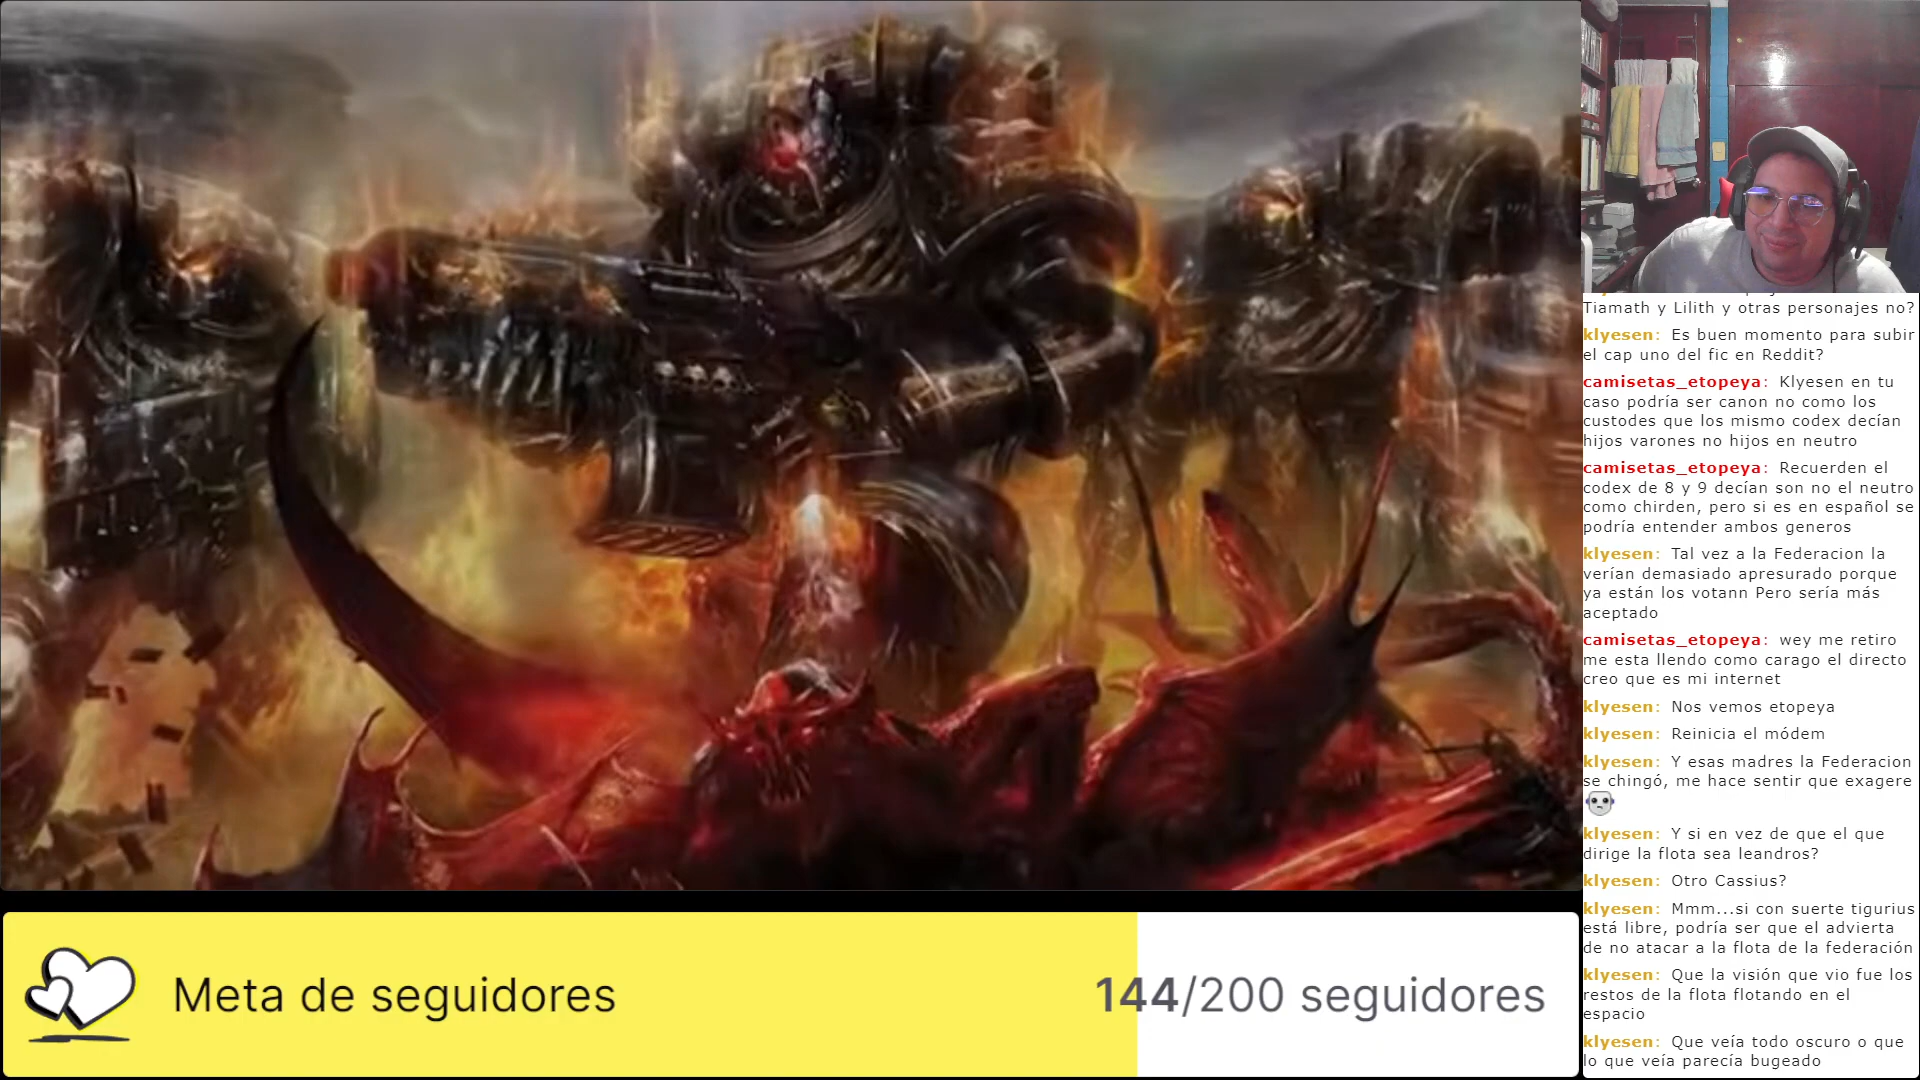 Tiamath y Lilith y otras personajes no?
klyesen: Es buen momento para subir
el cap uno del fic en Reddit?
camisetas_etopeya: Klyesen en tu
caso podría ser canon no como los
custodes que los mismo codex decían
hijos varones no hijos en neutro
camisetas_etopeya: Recuerden el
codex de 8 y 9 decían son no el neutro
como chirden, pero si es en español se
podría entender ambos generos
klyesen: Tal vez a la Federacion la
verían demasiado apresurado porque
ya están los votann Pero sería más
aceptado
camisetas_etopeya: wey me retiro
me esta llendo como carago el directo
creo que es mi internet
klyesen: Nos vemos etopeya
klyesen: Reinicia el módem
klyesen: Y esas madres la Federacion
se chingó, me hace sentir que exagere
klyesen: Y si en vez de que el que
dirige la flota sea leandros?
klyesen: Otro Cassius?
klyesen: Mmm...si con suerte tigurius
está libre, podría ser que el advierta
de no atacar a la flota de la federación
klyesen: Que la visión que vio fue los
restos de la flota flotando en el
espacio
klyesen: Que veía todo oscuro o que
lo que veía parecía bugeado
Meta de seguidores
144/200 seguidores